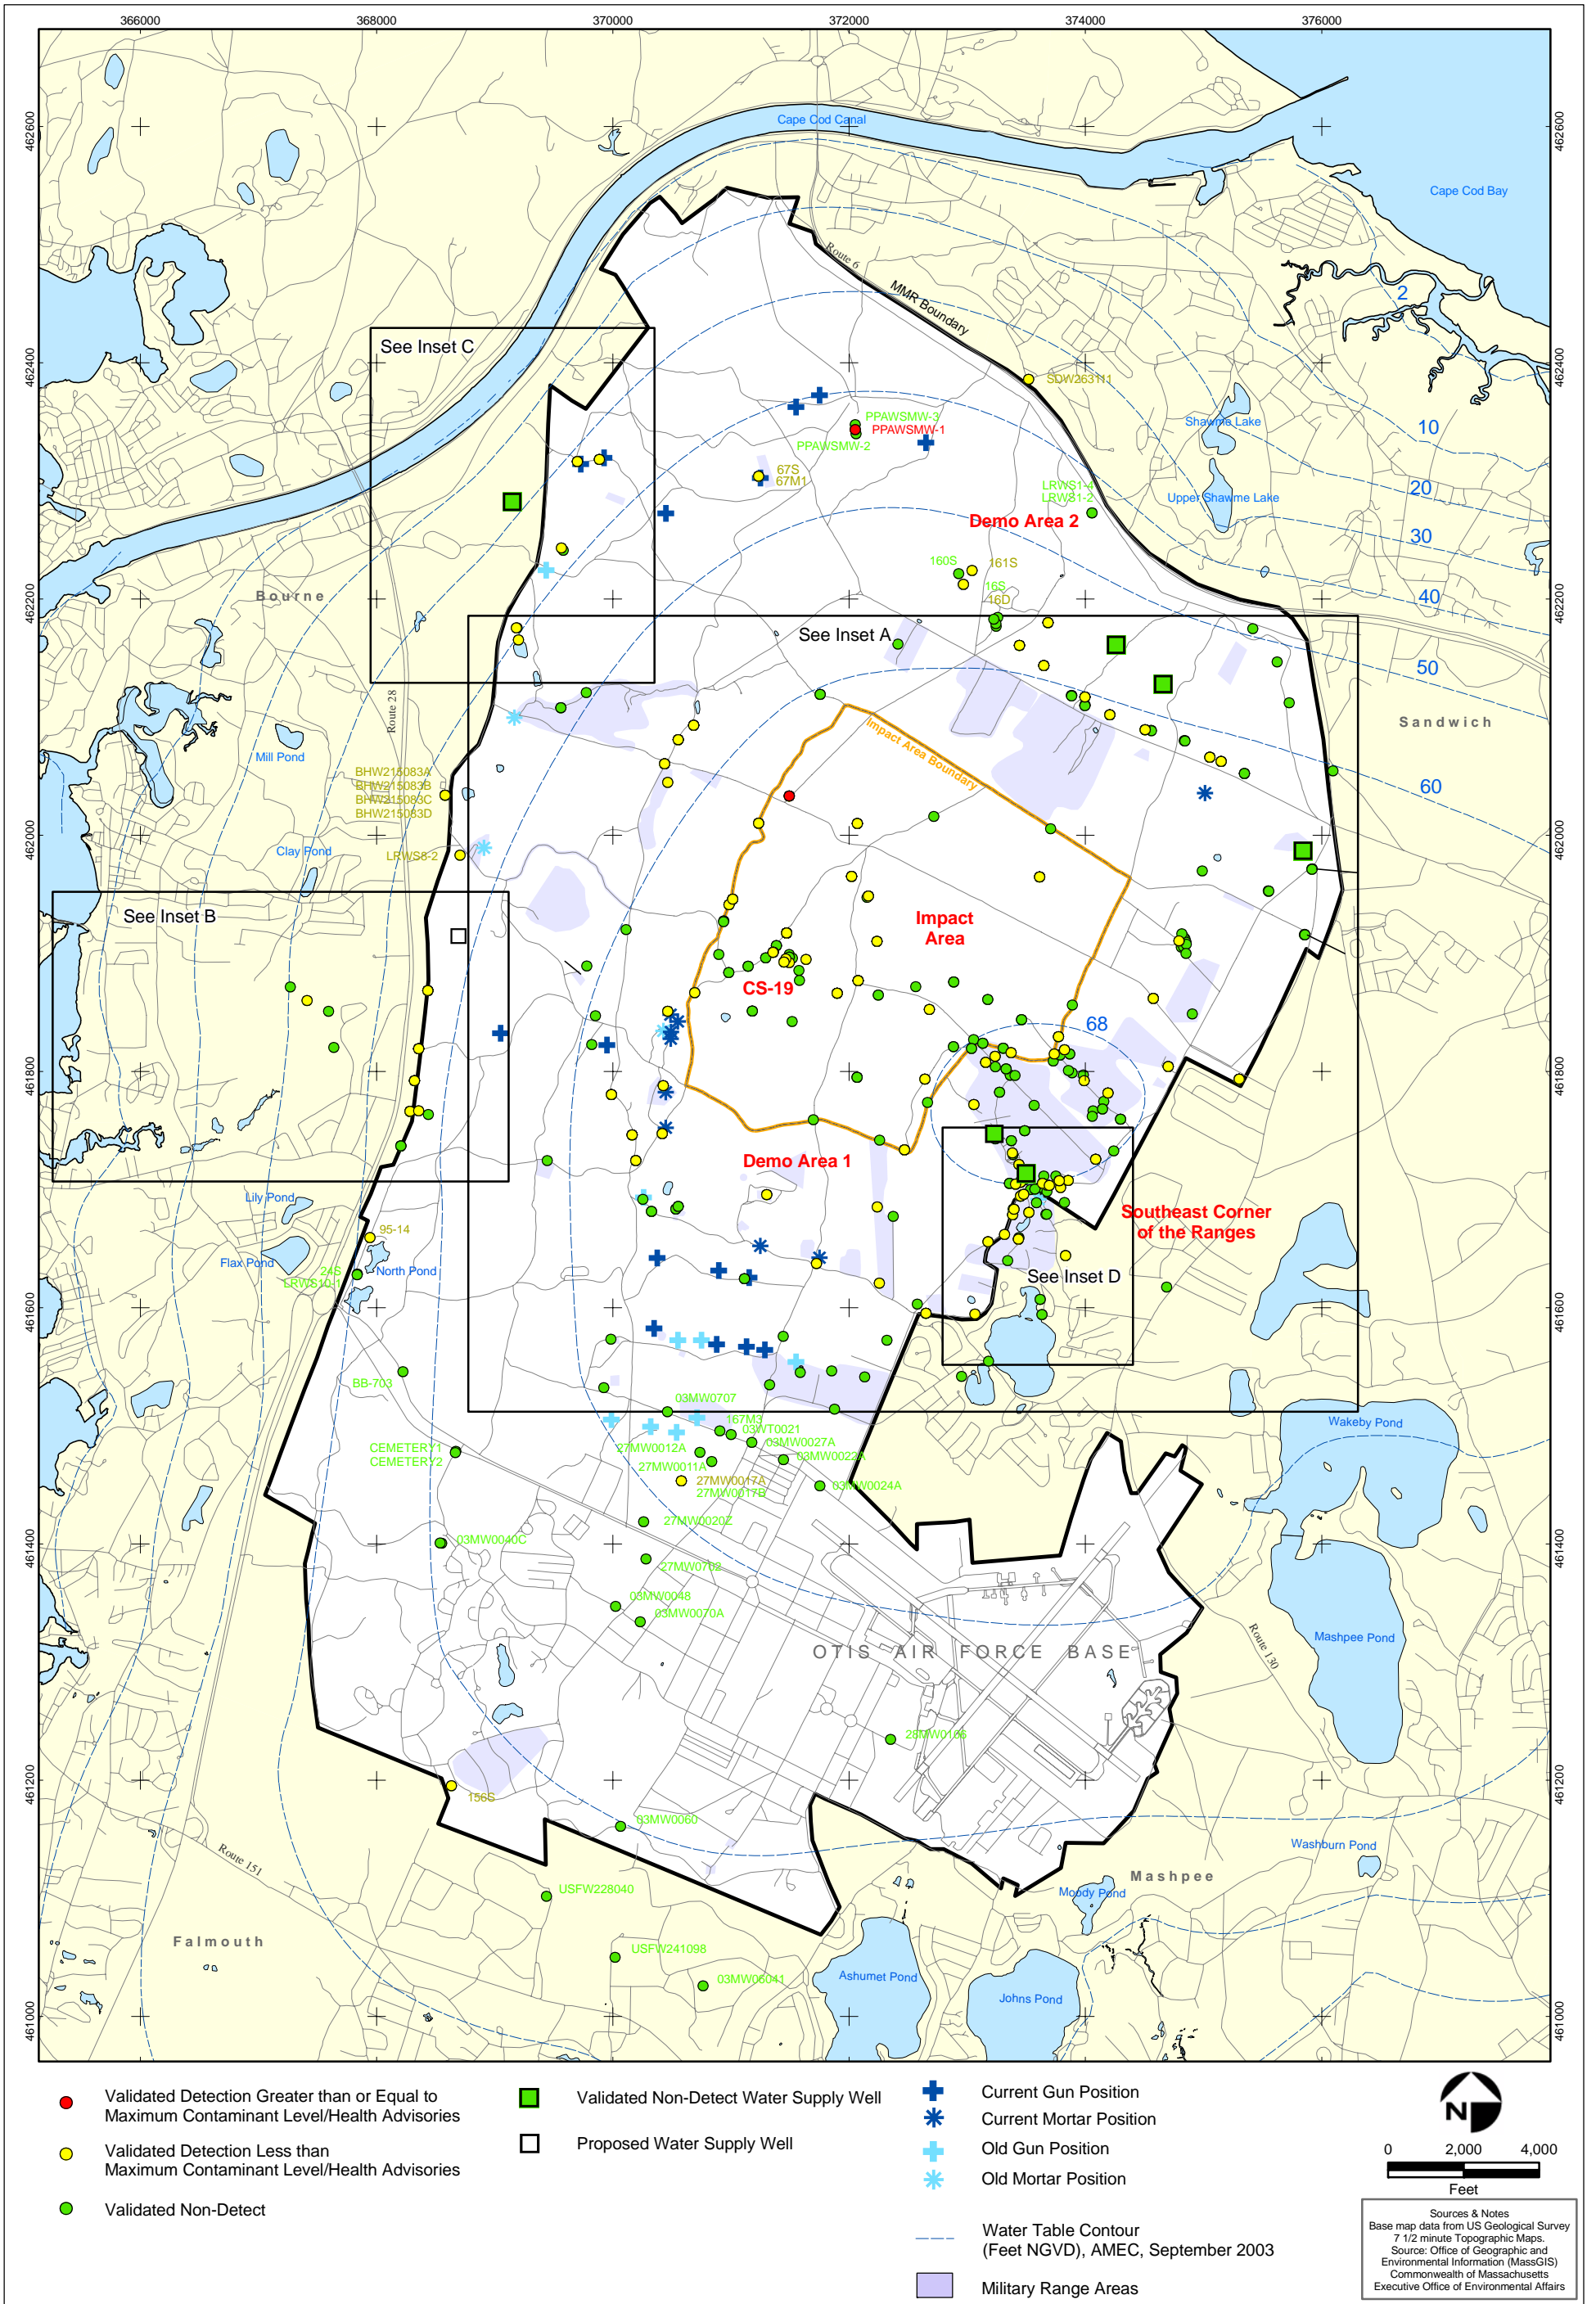 366000
368000
370000
372000
374000
376000
462600
462600
Cape Cod Canal
Cape Cod Bay
Route 6
MMR Boundary
2
See Inset C
462400
462400
SDW263111
PPAWSMW-3
PPAWSMW-1
PPAWSMW-2
Shawme Lake
10
67S
67M1
LRWS1-4
LRWS1-2
Upper Shawme Lake
20
Demo Area 2
30
160S
161S
16S
16D
40
462200
462200
Bourne
See Inset A
50
Route 28
Sandwich
Impact Area Boundary
Mill Pond
BHW215083A
BHW215083B
BHW215083C
BHW215083D
60
462000
462000
Clay Pond
LRWS8-2
See Inset B
Impact
Area
CS-19
68
461800
461800
Demo Area 1
Lily Pond
Southeast Corner
of the Ranges
95-14
Flax Pond
24S
LRWS10-1
North Pond
See Inset D
461600
461600
BB-703
03MW0707
167M3
03WT0021
03MW0027A
Wakeby Pond
CEMETERY1
CEMETERY2
27MW0012A
27MW0011A
03MW0022A
27MW0017A
27MW0017B
03MW0024A
27MW0020Z
461400
461400
03MW0040C
27MW0702
03MW0048
03MW0070A
OTIS AIR FORCE BASE
Route 130
Mashpee Pond
28MW0166
461200
461200
156S
03MW0060
Route 151
Washburn Pond
Mashpee
Moody Pond
USFW228040
Falmouth
USFW241098
03MW06041
Ashumet Pond
Johns Pond
461000
461000
Validated Detection Greater than or Equal to
Maximum Contaminant Level/Health Advisories
Validated Detection Less than
Maximum Contaminant Level/Health Advisories
Validated Non-Detect
Validated Non-Detect Water Supply Well
Proposed Water Supply Well
Current Gun Position
Current Mortar Position
Old Gun Position
Old Mortar Position
Water Table Contour
(Feet NGVD), AMEC, September 2003
Military Range Areas
N
0 2,000 4,000
Feet
Sources & Notes
Base map data from US Geological Survey
7 1/2 minute Topographic Maps.
Source: Office of Geographic and
Environmental Information (MassGIS)
Commonwealth of Massachusetts
Executive Office of Environmental Affairs